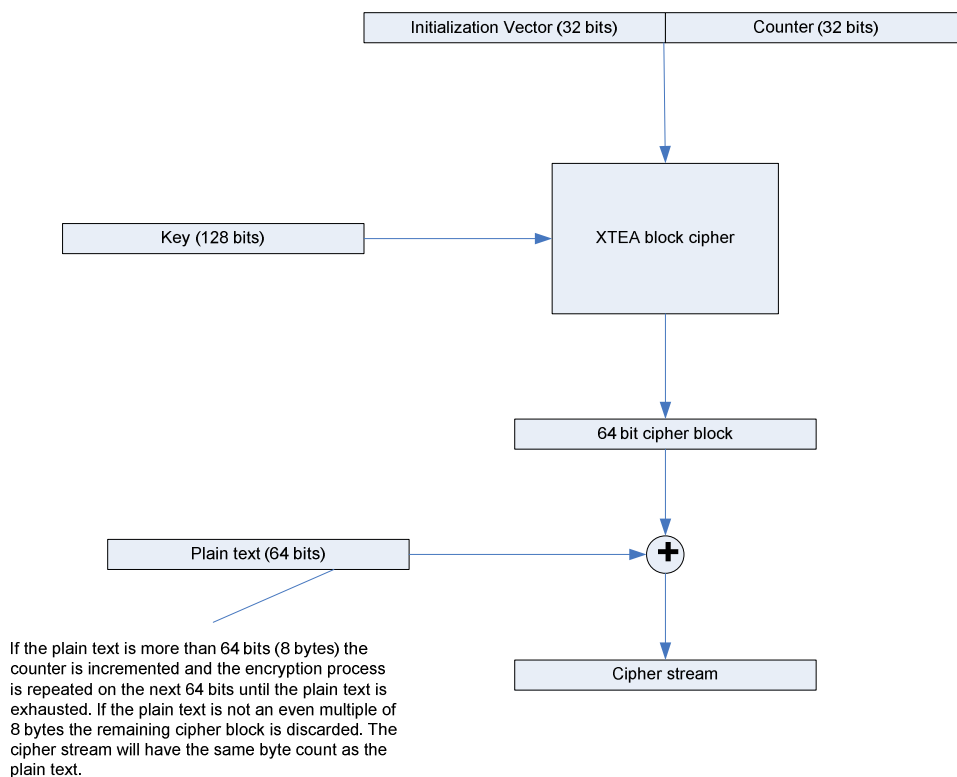 Initialization Vector (32 bits)
Counter (32 bits)
Key (128 bits)
XTEA block cipher
64 bit cipher block
Plain text (64 bits)
+
If the plain text is more than 64 bits (8 bytes) the
counter is incremented and the encryption process
is repeated on the next 64 bits until the plain text is
exhausted. If the plain text is not an even multiple of
8 bytes the remaining cipher block is discarded. The
cipher stream will have the same byte count as the
plain text.
Cipher stream